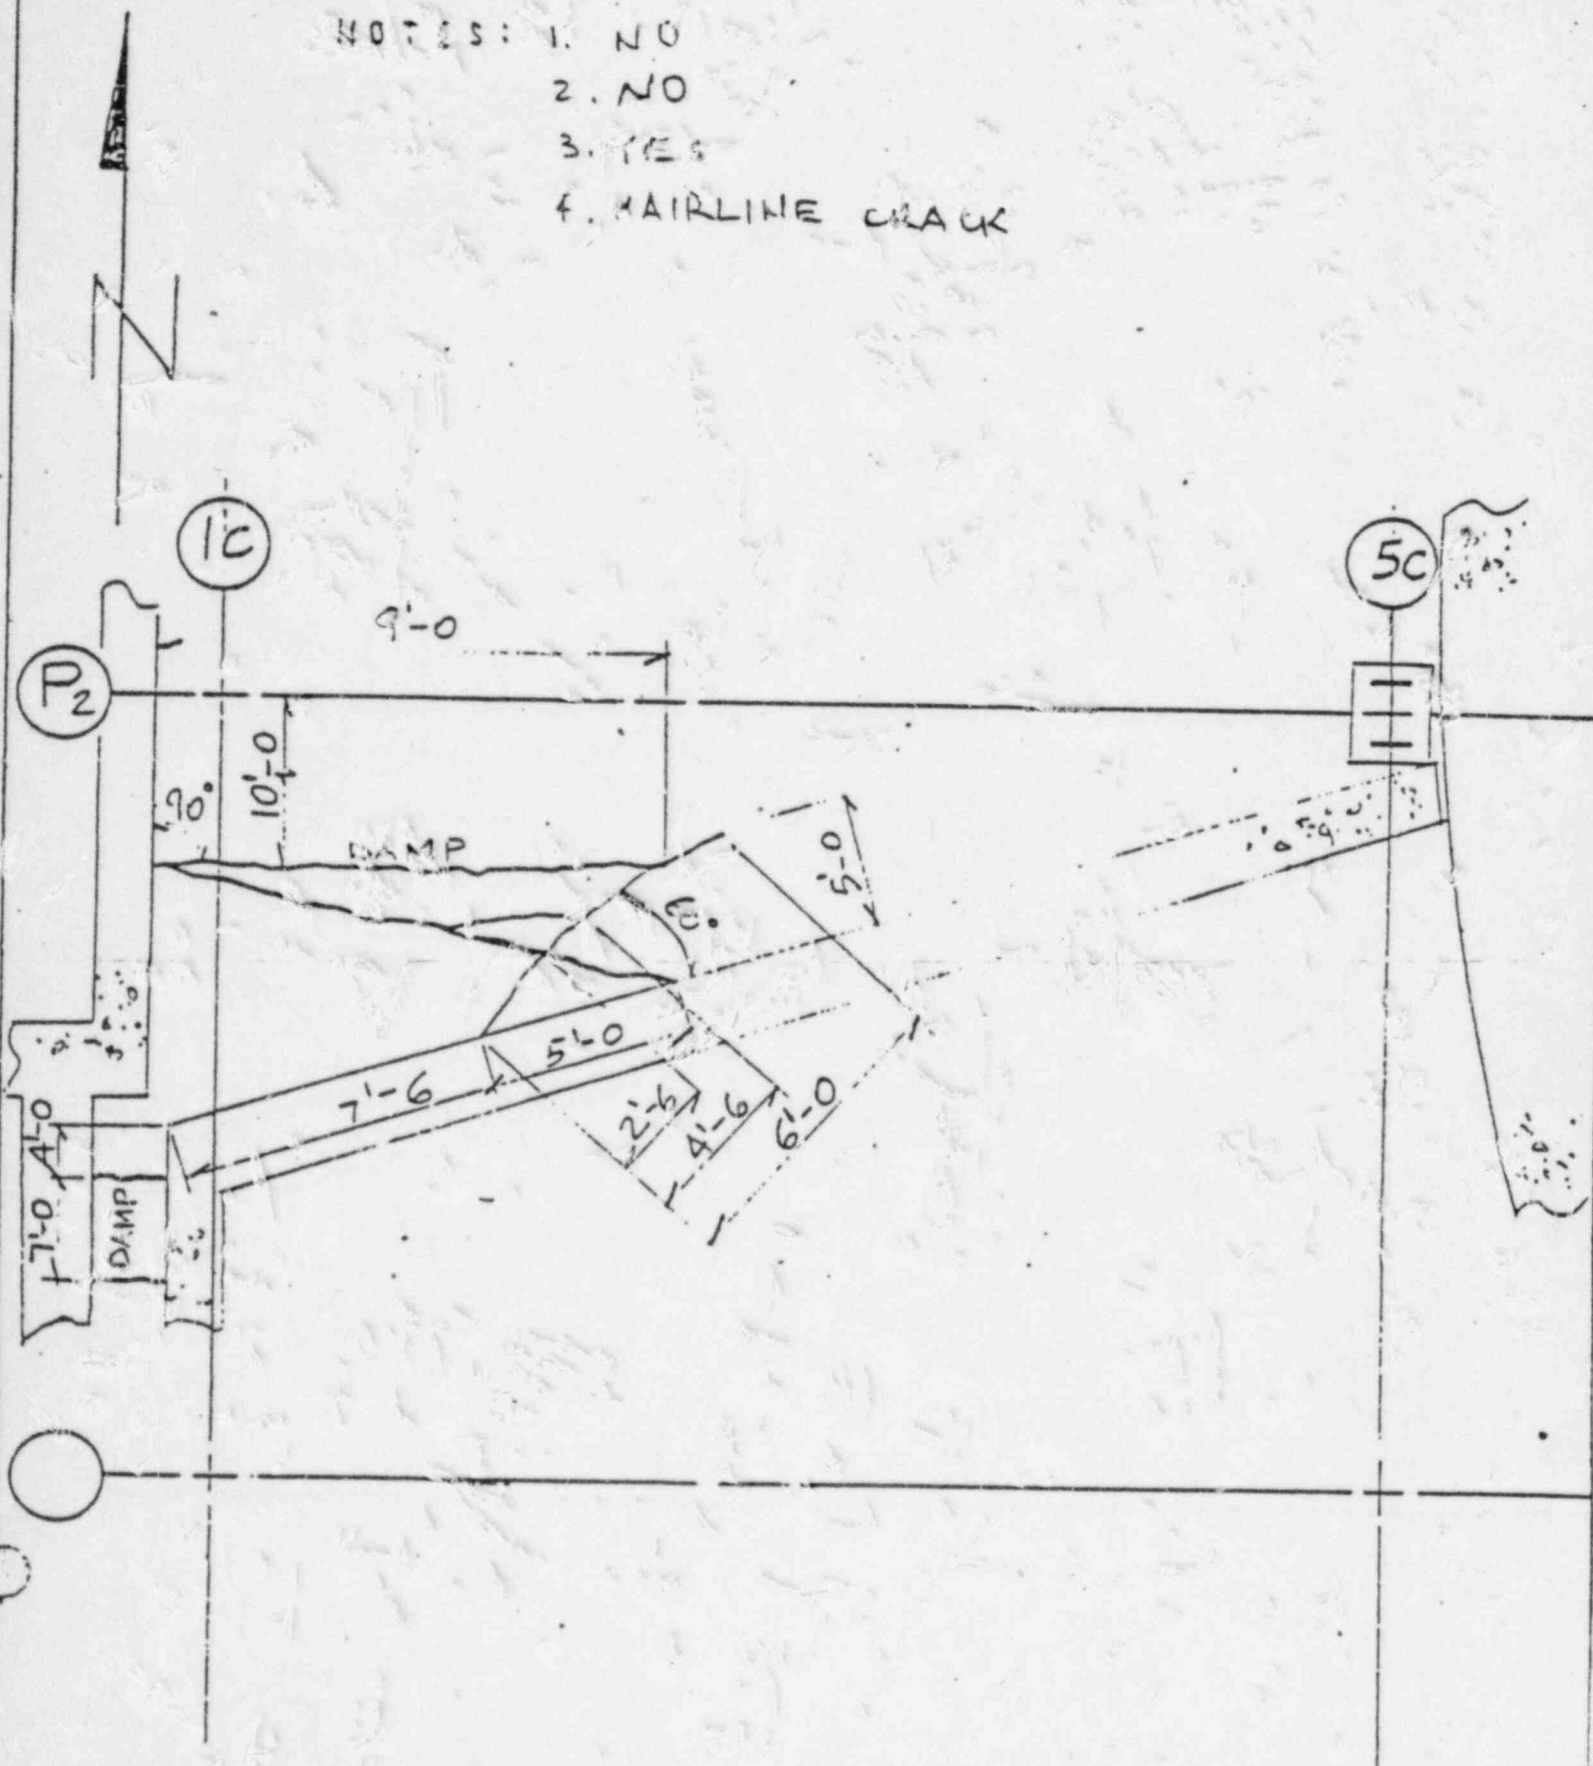 NOTES: 1. NO
2. NO
3. YES
4. HAIRLINE CRACK
N
1C
5C
9'-0
P2
10'-0
90°
DAMP
5'-0
60°
5'-0
7'-6
2'-6
4'-6
6'-0
4'-0
7'-0
DAMP